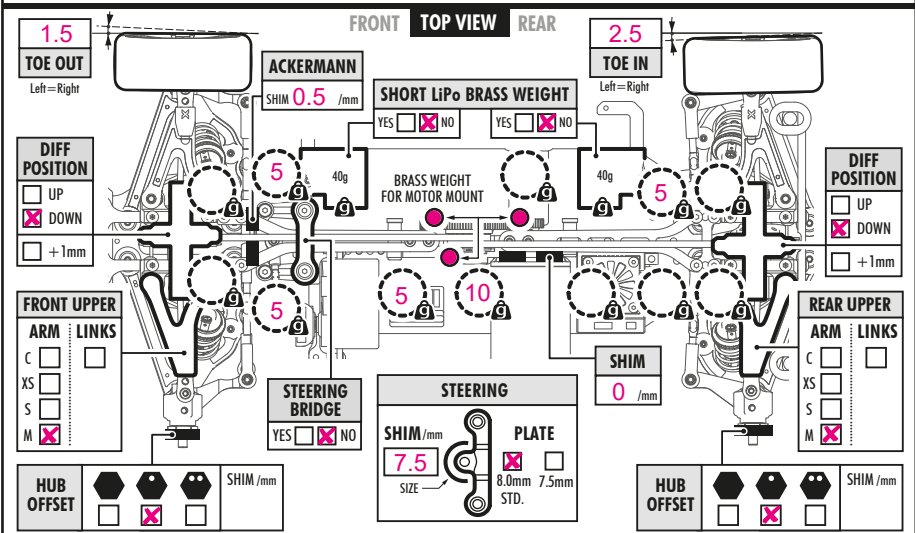 FRONT TOP VIEW REAR
1.5
TOE OUT
Left=Right
ACKERMANN
SHIM 0.5 /mm
SHORT LiPo BRASS WEIGHT
YES NO YES NO
2.5
TOE IN
Left=Right
DIFF
POSITION
UP
DOWN
+1mm
5
g
g
40g
g
BRASS WEIGHT
FOR MOTOR MOUNT
g
40g
g
5
g
g
DIFF
POSITION
UP
DOWN
+1mm
g
5
g
5
g
10
g
g
g
g
FRONT UPPER
ARM LINKS
C
XS
S
M
STEERING
BRIDGE
YES NO
STEERING
SHIM/mm
7.5
SIZE
PLATE
8.0mm 7.5mm
STD.
SHIM
0 /mm
REAR UPPER
ARM LINKS
C
XS
S
M
HUB
OFFSET
SHIM/mm
HUB
OFFSET
SHIM/mm